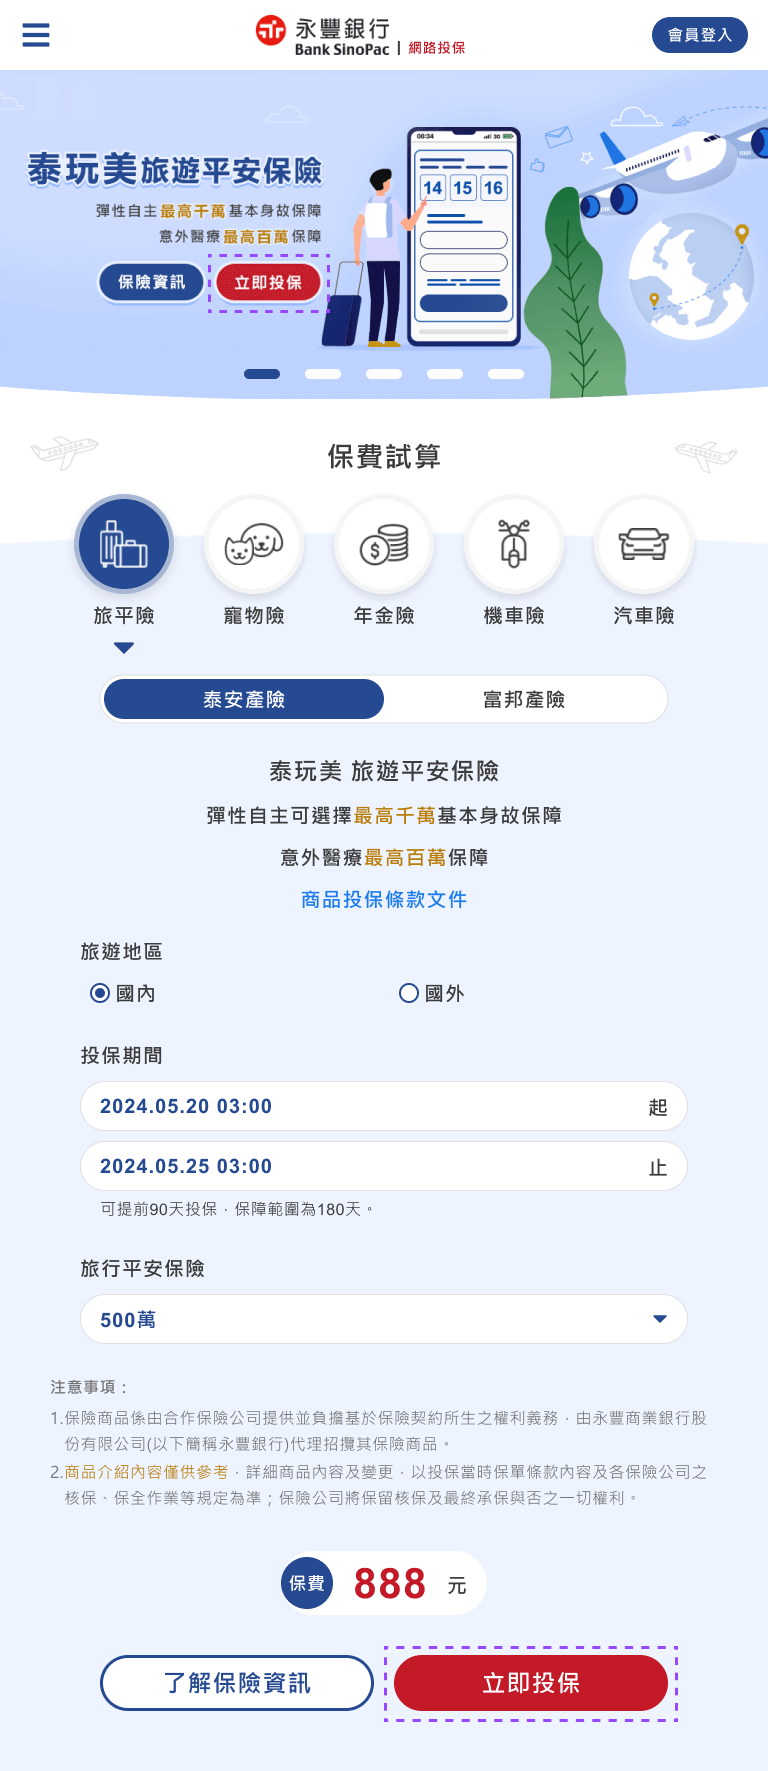 永豐銀行
Bank SinoPac | 網路投保
會員登入
泰玩美旅遊平安保險
彈性自主最高千萬基本身故保障
意外醫療最高百萬保障
保險資訊
立即投保
08:34
3G
14 15 16
保費試算
旅平險
寵物險
年金險
機車險
汽車險
泰安產險
富邦產險
泰玩美 旅遊平安保險
彈性自主可選擇最高千萬基本身故保障
意外醫療最高百萬保障
商品投保條款文件
旅遊地區
國內
國外
投保期間
2024.05.20 03:00 起
2024.05.25 03:00 止
可提前90天投保，保障範圍為180天。
旅行平安保險
500萬
注意事項：
1.保險商品係由合作保險公司提供並負擔基於保險契約所生之權利義務，由永豐商業銀行股
份有限公司(以下簡稱永豐銀行)代理招攬其保險商品。
2.商品介紹內容僅供參考，詳細商品內容及變更，以投保當時保單條款內容及各保險公司之
核保、保全作業等規定為準；保險公司將保留核保及最終承保與否之一切權利。
保費 888 元
了解保險資訊
立即投保